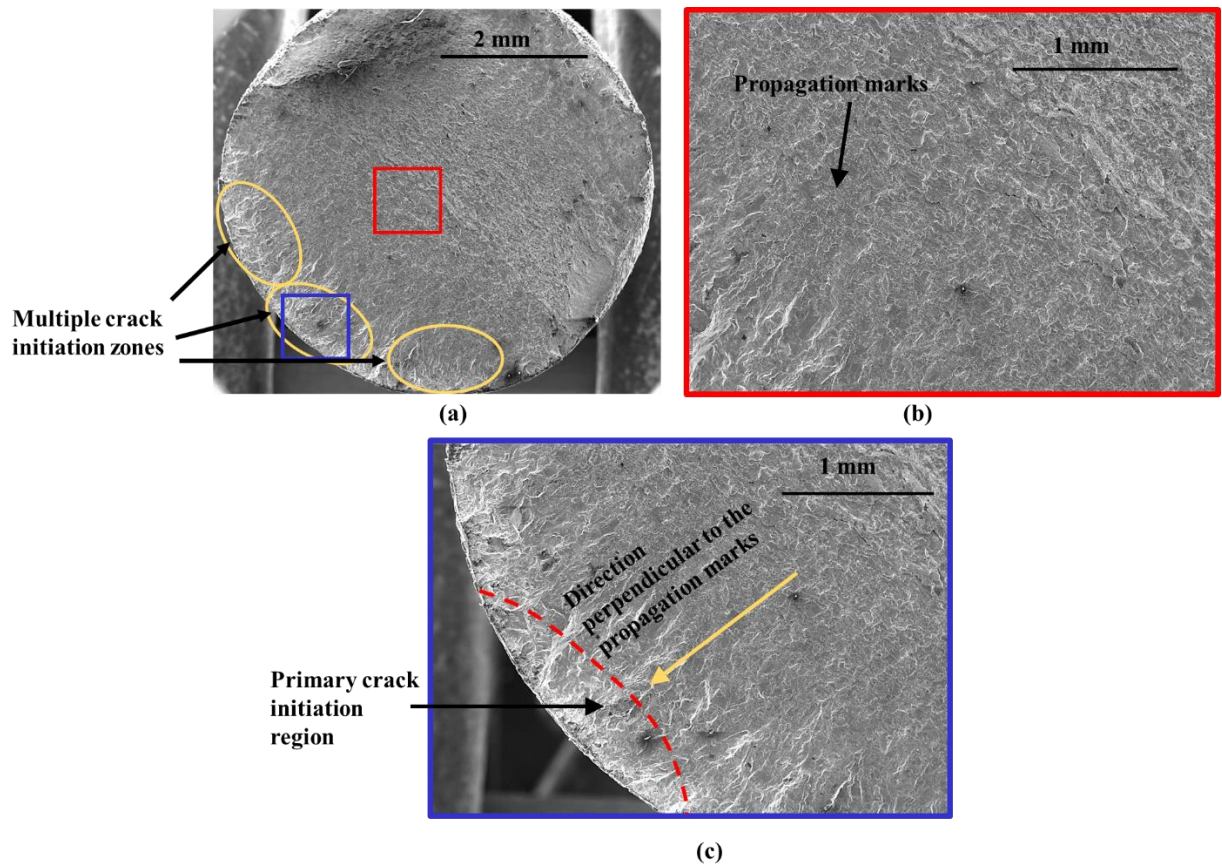 2 mm
Multiple crack
initiation zones
(a)
1 mm
Propagation marks
(b)
1 mm
Direction
perpendicular to the
propagation marks
Primary crack
initiation
region
(c)